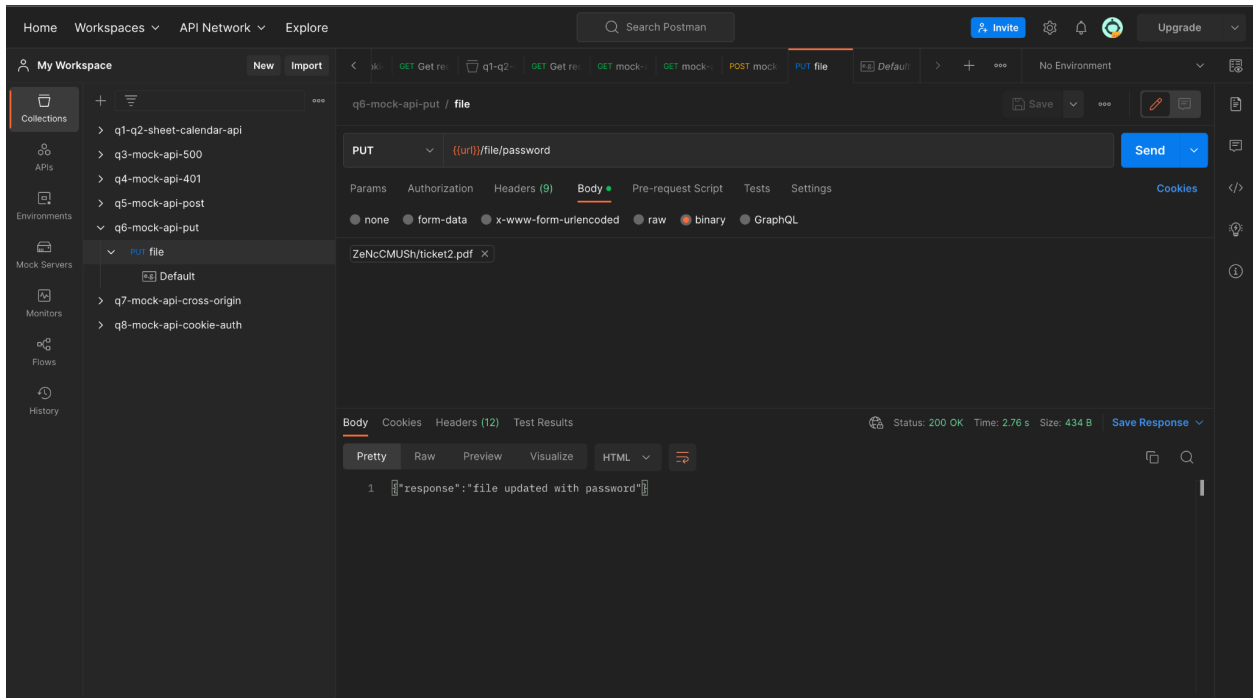 Home Workspaces API Network Explore Search Postman Invite Upgrade
My Workspace New Import
GET Get re q1-q2- GET Get re GET mock- GET mock- POST mock PUT file e.g. Defaul No Environment
Collections
APIs
Environments
Mock Servers
Monitors
Flows
History
q1-q2-sheet-calendar-api
q3-mock-api-500
q4-mock-api-401
q5-mock-api-post
q6-mock-api-put
PUT file
e.g. Default
q7-mock-api-cross-origin
q8-mock-api-cookie-auth
q6-mock-api-put / file Save
PUT {{url}}/file/password Send
Params Authorization Headers (9) Body Pre-request Script Tests Settings Cookies
none form-data x-www-form-urlencoded raw binary GraphQL
ZeNcCMUSh/ticket2.pdf
Body Cookies Headers (12) Test Results Status: 200 OK Time: 2.76 s Size: 434 B Save Response
Pretty Raw Preview Visualize HTML
1 {"response":"file updated with password"}